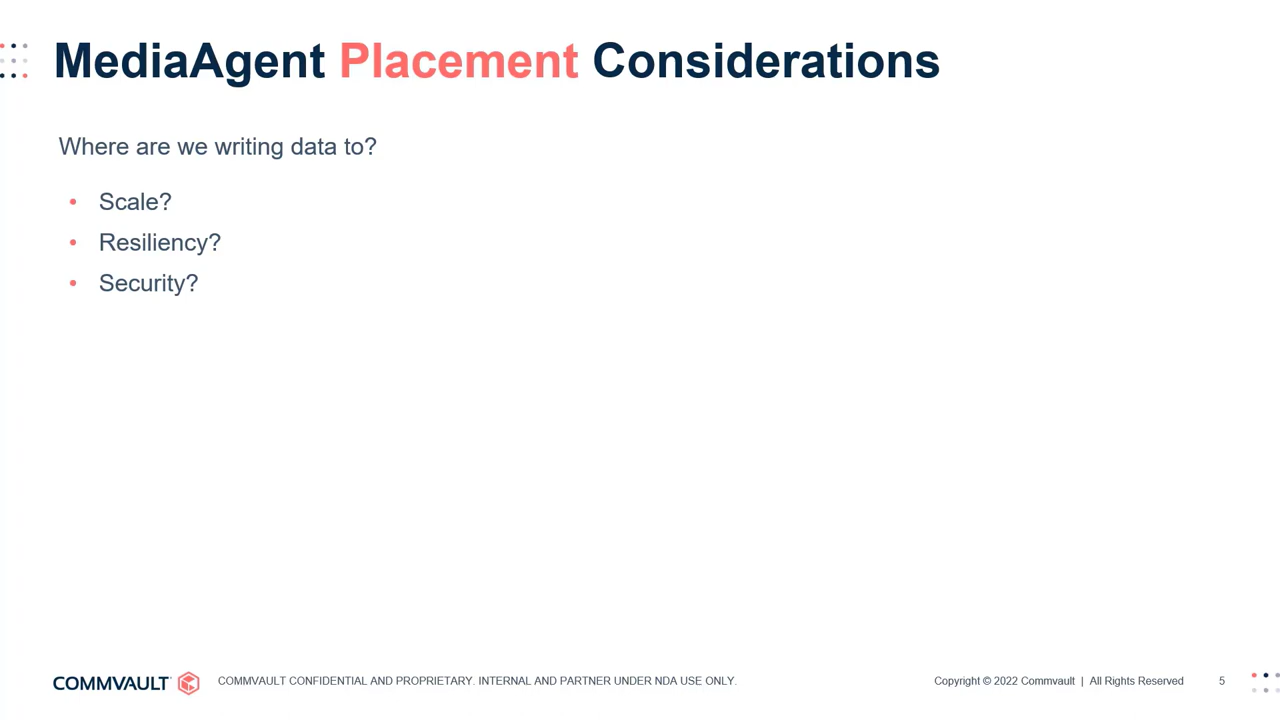 MediaAgent Placement Considerations
Where are we writing data to?
• Scale?
• Resiliency?
• Security?
COMMVAULT
COMMVAULT CONFIDENTIAL AND PROPRIETARY. INTERNAL AND PARTNER UNDER NDA USE ONLY.
Copyright © 2022 Commvault | All Rights Reserved
5